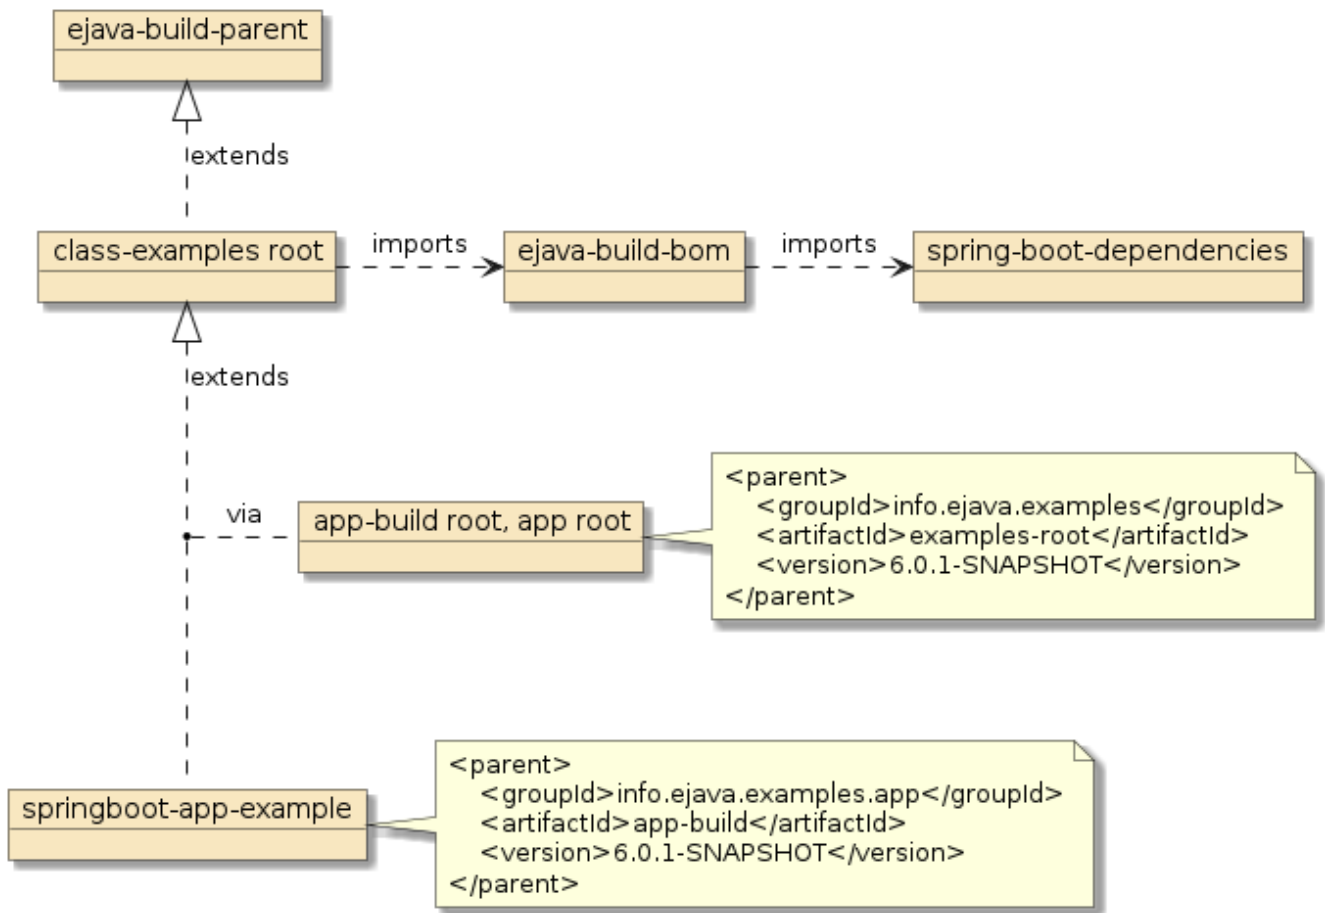 ejava-build-parent
extends
class-examples root
imports
ejava-build-bom
imports
spring-boot-dependencies
extends
via
app-build root, app root
<parent>
    <groupId>info.ejava.examples</groupId>
    <artifactId>examples-root</artifactId>
    <version>6.0.1-SNAPSHOT</version>
</parent>
springboot-app-example
<parent>
    <groupId>info.ejava.examples.app</groupId>
    <artifactId>app-build</artifactId>
    <version>6.0.1-SNAPSHOT</version>
</parent>